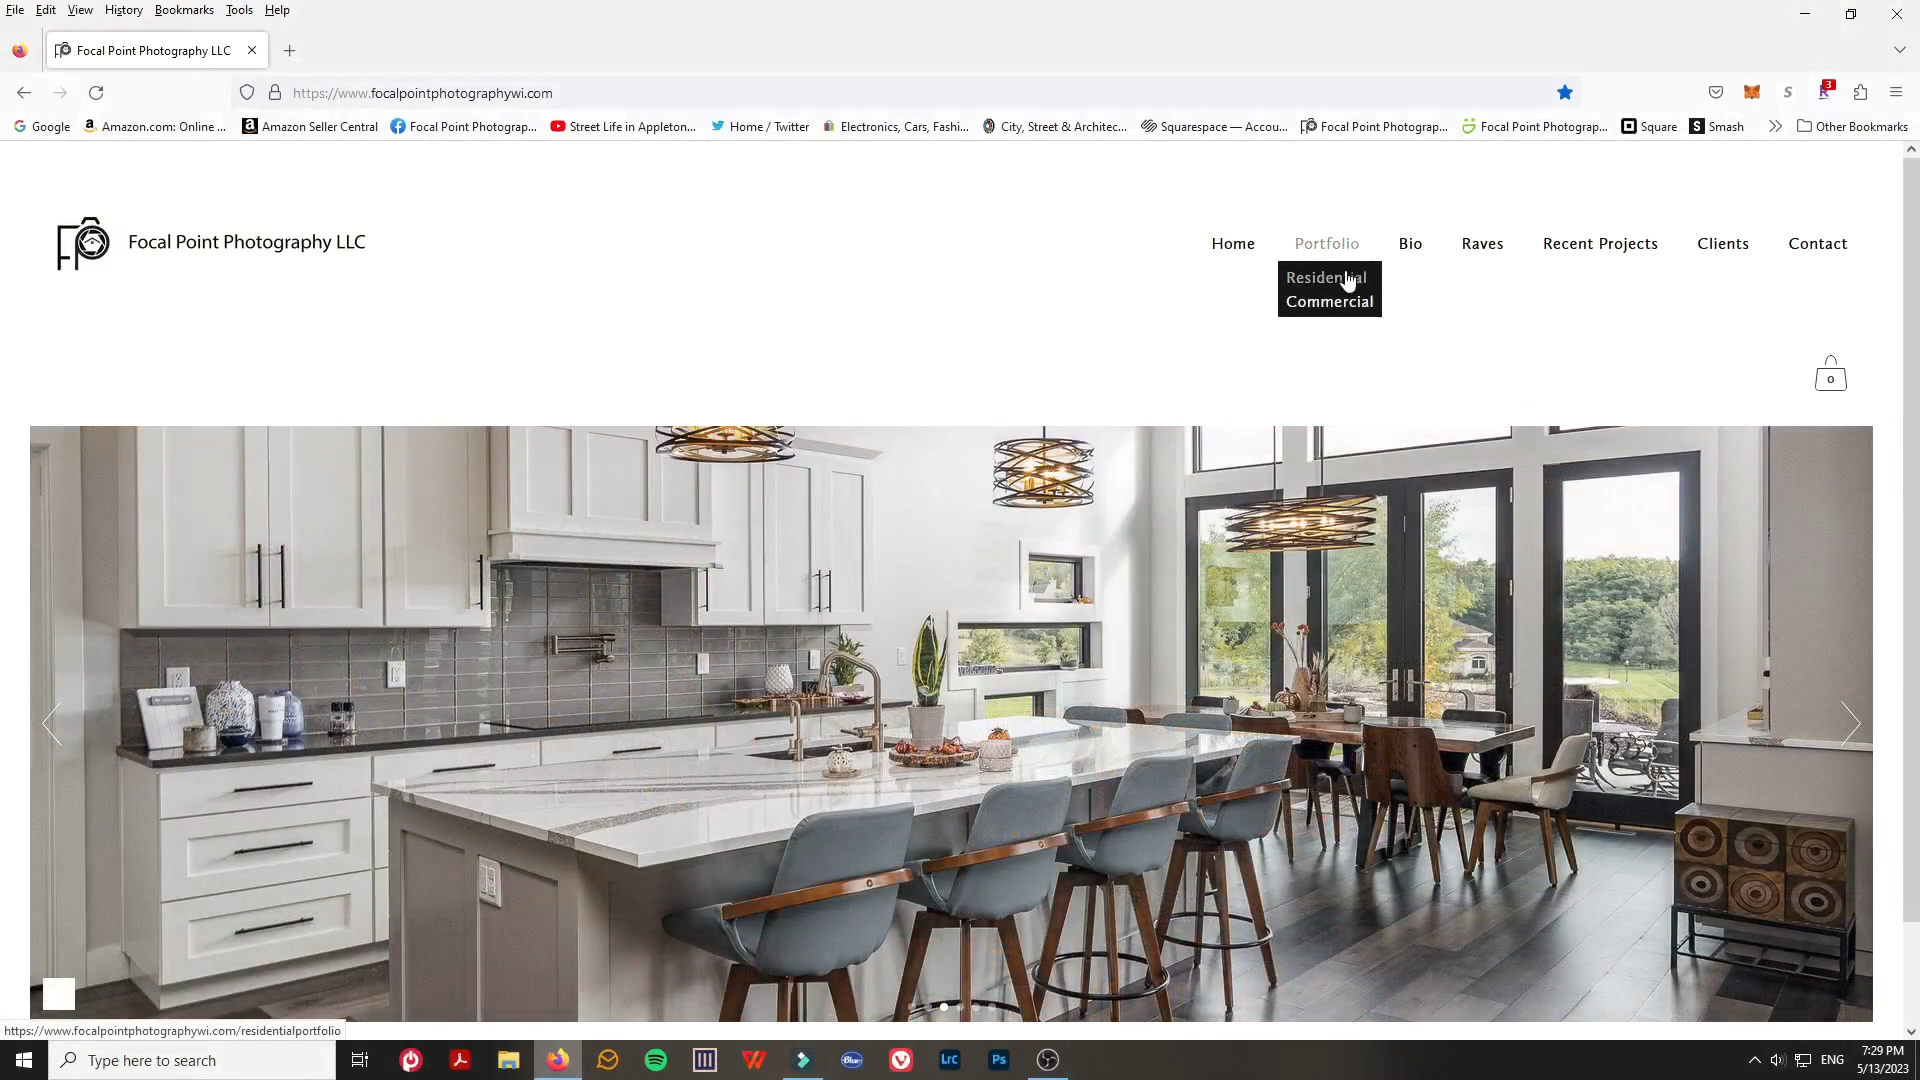 File Edit View History Bookmarks Tools Help
Focal Point Photography LLC
https://www.focalpointphotographywi.com
3
Google Amazon.com: Online ... Amazon Seller Central Focal Point Photograp... Street Life in Appleton... Home / Twitter Electronics, Cars, Fashi... City, Street & Architec... Squarespace — Accou... Focal Point Photograp... Focal Point Photograp... Square Smash Other Bookmarks
Focal Point Photography LLC
Home Portfolio Bio Raves Recent Projects Clients Contact
Residential
Commercial
0
https://www.focalpointphotographywi.com/residentialportfolio
Type here to search
Blue
Lrc
Ps
ENG
7:29 PM
5/13/2023